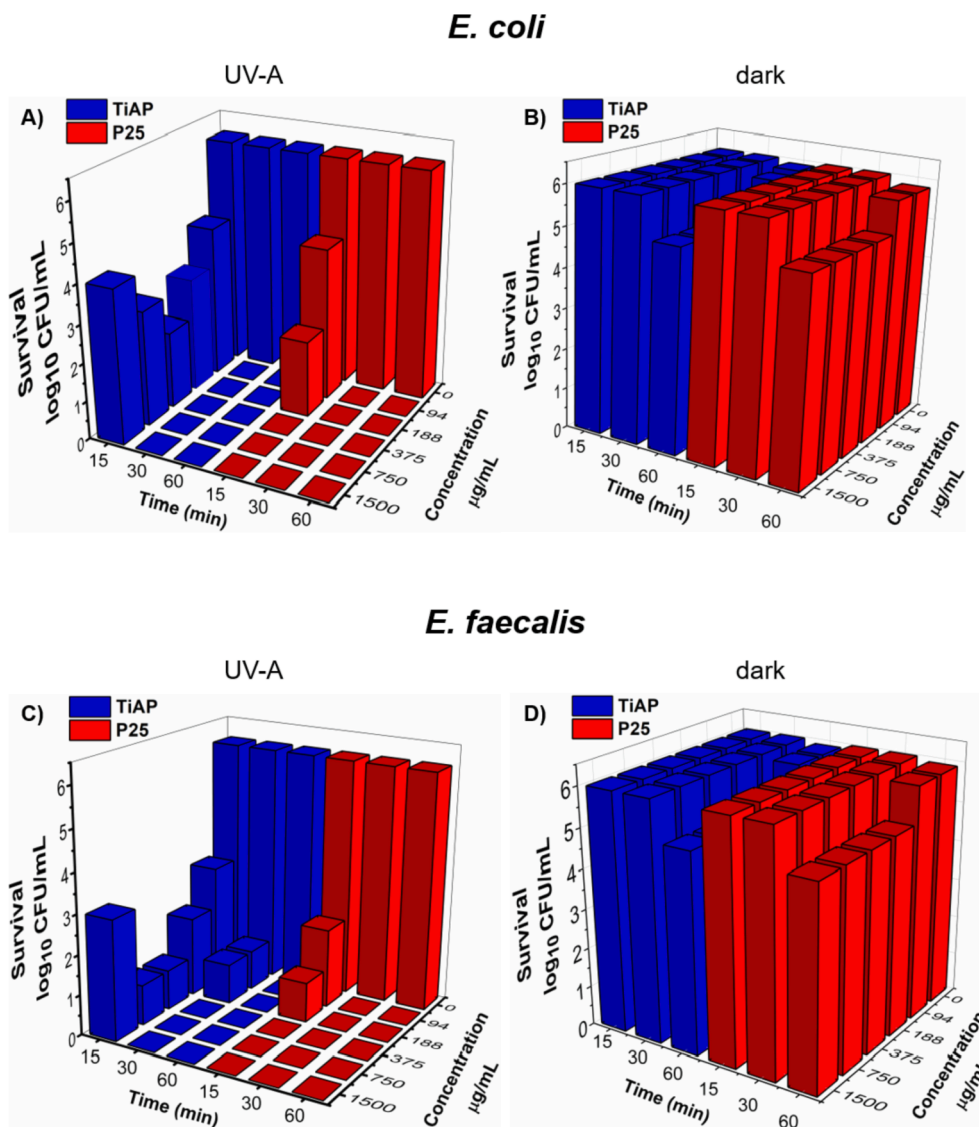 E. coli
UV-A
dark
A)
TiAP
P25
Survival
log10 CFU/mL
6
5
4
3
2
1
0
15
30
60
15
30
60
Time (min)
0
94
188
375
750
1500
Concentration
µg/mL
B)
TiAP
P25
Survival
log10 CFU/mL
6
5
4
3
2
1
0
15
30
60
15
30
60
Time (min)
0
94
188
375
750
1500
Concentration
µg/mL
E. faecalis
UV-A
dark
C)
TiAP
P25
Survival
log10 CFU/mL
6
5
4
3
2
1
0
15
30
60
15
30
60
Time (min)
0
94
188
375
750
1500
Concentration
µg/mL
D)
TiAP
P25
Survival
log10 CFU/mL
6
5
4
3
2
1
0
15
30
60
15
30
60
Time (min)
0
94
188
375
750
1500
Concentration
µg/mL